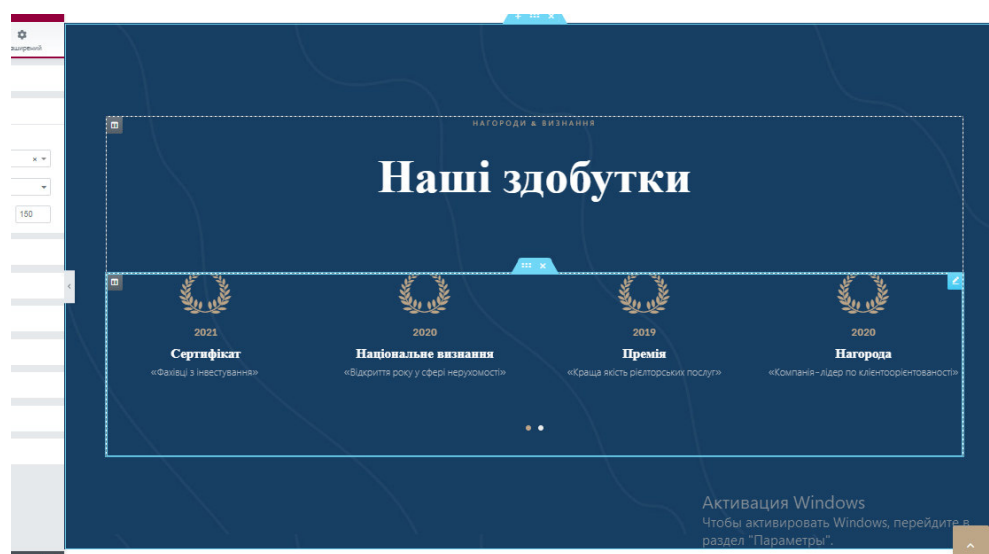 150
НАГОРОДИ & ВИЗНАННЯ
Наші здобутки
2021
2020
2019
2020
Сертифікат
Національне визнання
Премія
Нагорода
«Фахівці з інвестування»
«Відкриття року у сфері нерухомості»
«Краща якість рієлторських послуг»
«Компанія-лідер по клієнтоорієнтованості»
Активация Windows
Чтобы активировать Windows, перейдите в
раздел "Параметры".